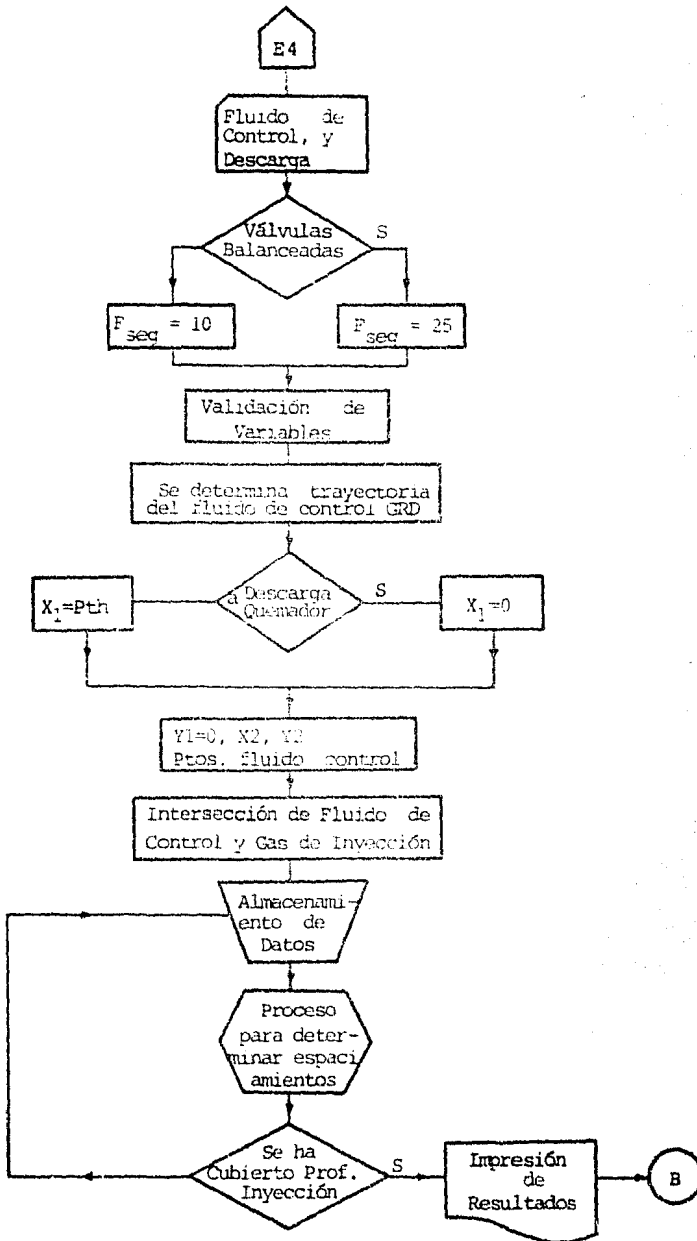 E4
Fluido de
Control, y
Descarga
Válvulas
Balanceadas
S
F seg = 10
F seg = 25
Validación de
Variables
Se determina trayectoria
del fluido de control GRD
X1=Pth
a Descarga
Quemador
S
X1=0
Y1=0, X2, Y2
Ptos. fluido control
Intersección de Fluido de
Control y Gas de Inyección
Almacenami-
ento de
Datos
Proceso
para deter-
minar espaci
amientos
Se ha
Cubierto Prof.
Inyección
S
Impresión
de
Resultados
B